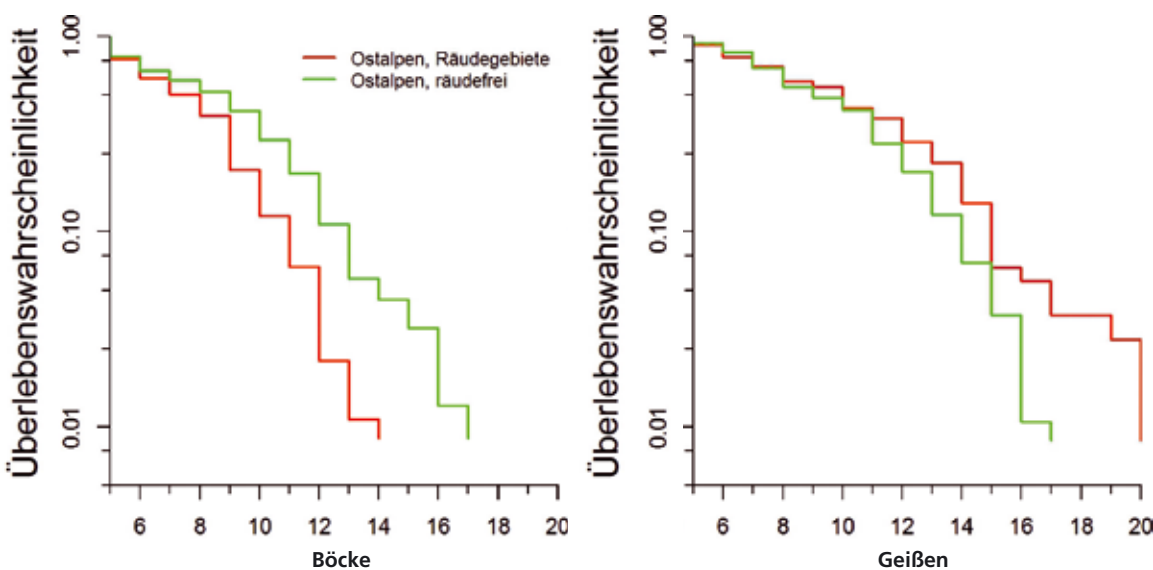 Überlebenswahrscheinlichkeit
1.00
0.10
0.01
Ostalpen, Räudegebiete
Ostalpen, räudefrei
6 8 10 12 14 16 18 20
Böcke
Überlebenswahrscheinlichkeit
1.00
0.10
0.01
6 8 10 12 14 16 18 20
Geißen